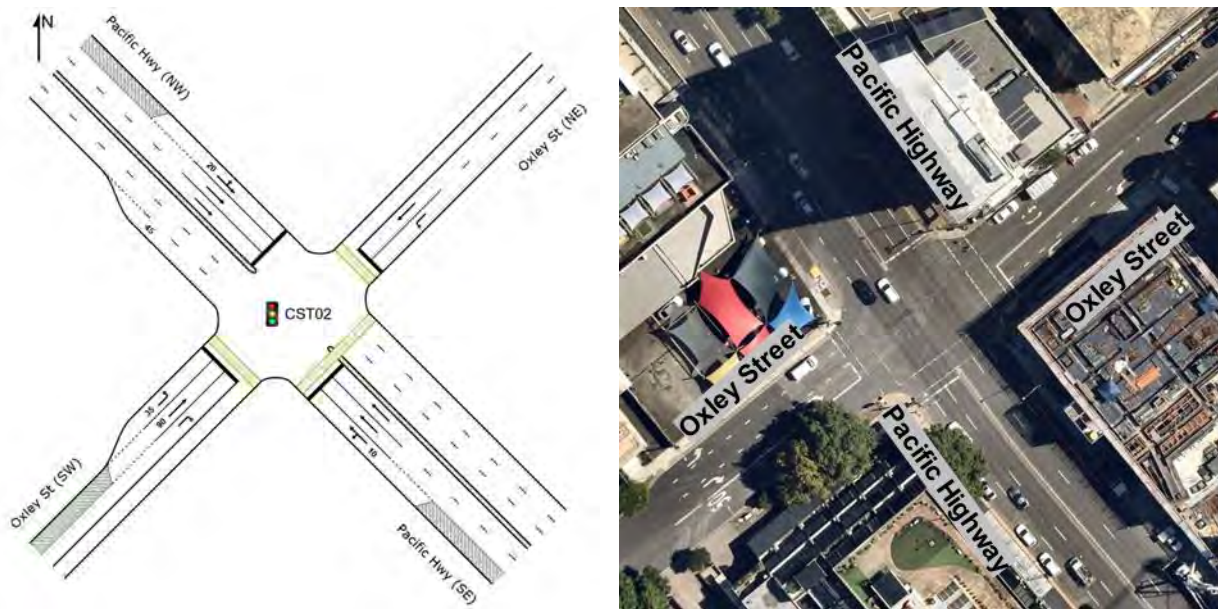 N
Pacific Hwy (NW)
Oxley St (NE)
20
45
CST02
35
90
10
Oxley St (SW)
Pacific Hwy (SE)
Pacific Highway
Oxley Street
Oxley Street
Pacific Highway